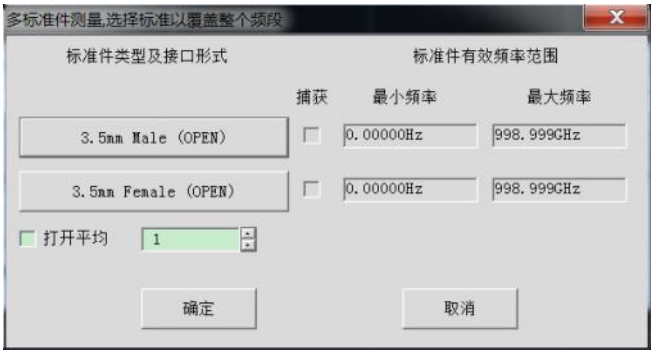 多标准件测量,选择标准以覆盖整个频段
标准件类型及接口形式 标准件有效频率范围
捕获 最小频率 最大频率
3.5mm Male (OPEN) 0.00000Hz 998.999GHz
3.5mm Female (OPEN) 0.00000Hz 998.999GHz
打开平均 1
确定 取消